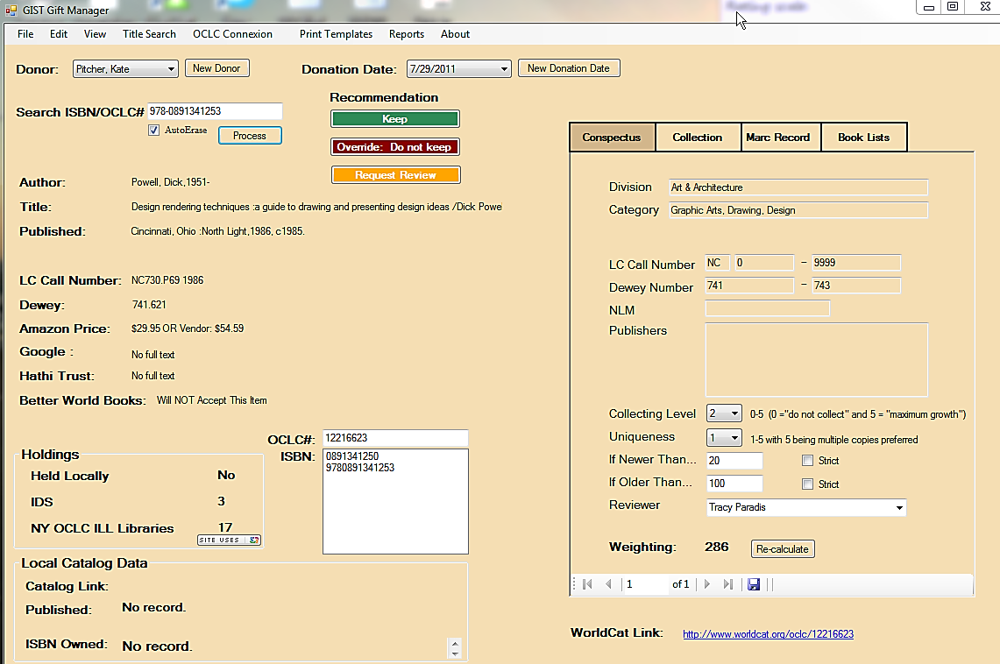 GIST Gift Manager
File Edit View Title Search OCLC Connexion Print Templates Reports About
Donor: Pitcher, Kate New Donor Donation Date: 7/29/2011 New Donation Date
Recommendation
Search ISBN/OCLC# 978-0891341253 Keep
AutoErase Process
Override: Do not keep
Request Review
Author: Powell, Dick,1951-
Title: Design rendering techniques :a guide to drawing and presenting design ideas /Dick Powe
Published: Cincinnati, Ohio :North Light,1986, c1985.
LC Call Number: NC730.P69 1986
Dewey: 741.621
Amazon Price: $29.95 OR Vendor: $54.59
Google : No full text
Hathi Trust: No full text
Better World Books: Will NOT Accept This Item
OCLC#: 12216623
ISBN: 0891341250
9780891341253
Holdings
Held Locally No
IDS 3
NY OCLC ILL Libraries 17
SITE USES
Local Catalog Data
Catalog Link:
Published: No record.
ISBN Owned: No record.
Conspectus Collection Marc Record Book Lists
Division Art & Architecture
Category Graphic Arts, Drawing, Design
LC Call Number NC 0 – 9999
Dewey Number 741 – 743
NLM
Publishers
Collecting Level 2 0-5 (0 ="do not collect" and 5 = "maximum growth")
Uniqueness 1 1-5 with 5 being multiple copies preferred
If Newer Than... 20 Strict
If Older Than... 100 Strict
Reviewer Tracy Paradis
Weighting: 286 Re-calculate
1 of 1
WorldCat Link: http://www.worldcat.org/oclc/12216623